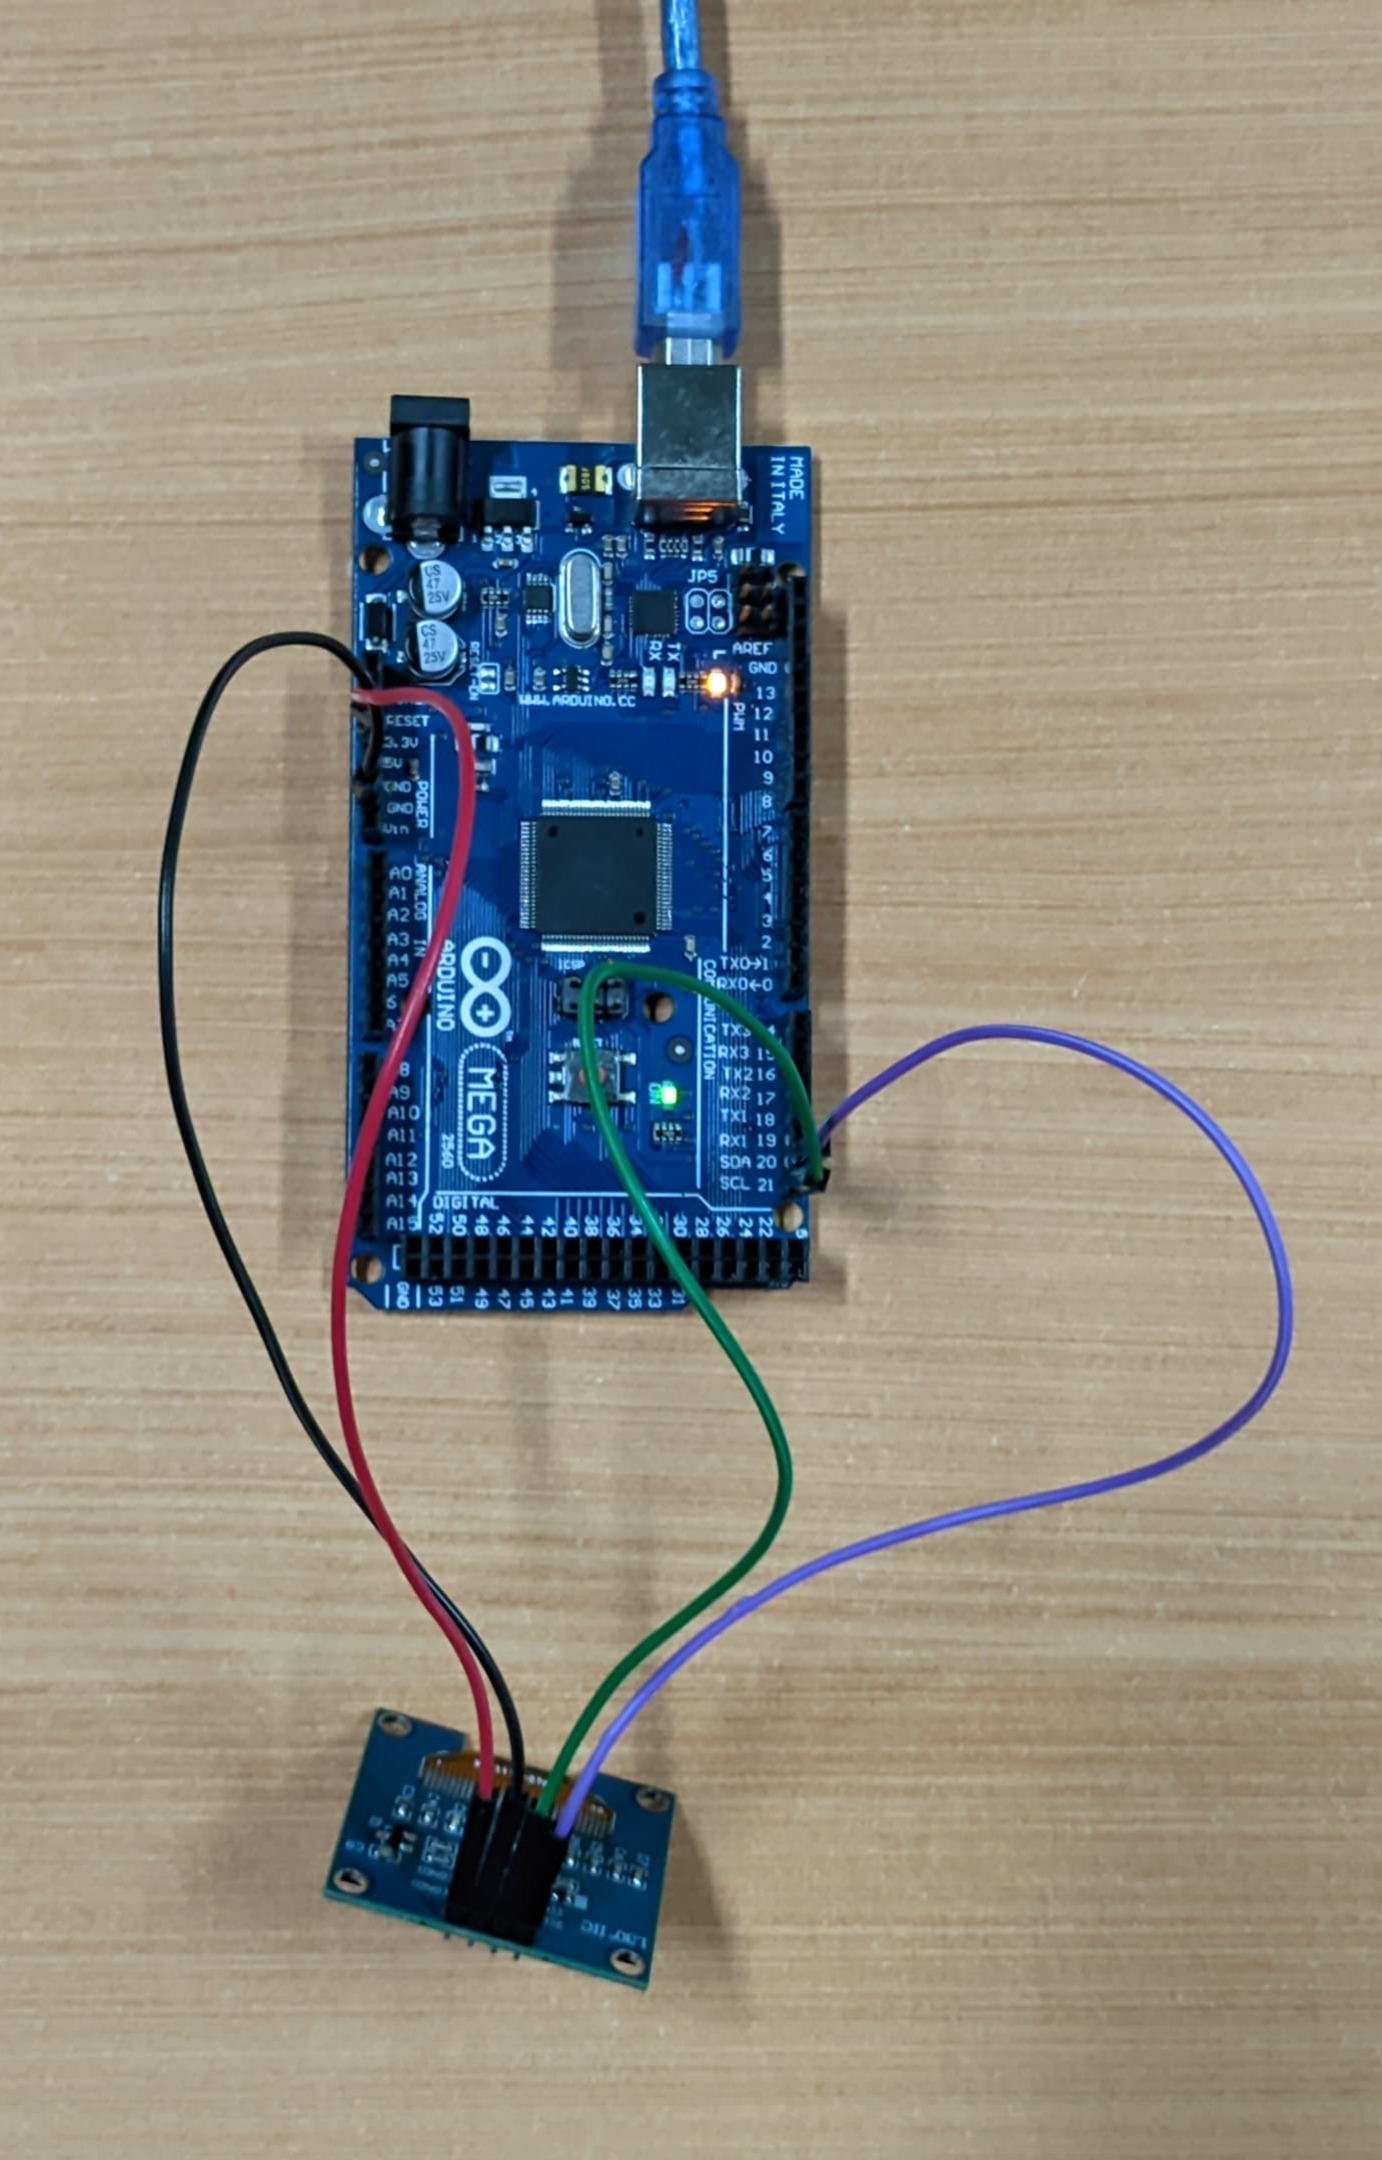 MADE
IN ITALY
JP5
CS
47
25V
CS
47
25V
RX
TX
L
AREF
GND
13
12
11
10
9
8
7
6
5
4
3
2
TX0→1
RX0←0
PWM
WWW.ARDUINO.CC
RESET
3.3V
5V
GND
GND
Vin
POWER
A0
A1
A2
A3
A4
A5
ANALOG IN
A9
A10
A11
A12
A13
A14
A15
ARDUINO
MEGA
2560
ICSP
ON
COMMUNICATION
TX3
RX3 15
TX2 16
RX2 17
TX1 18
RX1 19
SDA 20
SCL 21
DIGITAL
52 50 48 46 44 42 40 38 36 34 30 28 26 24 22
GND 53 51 49 47 45 43 41 39 37 35 33 31